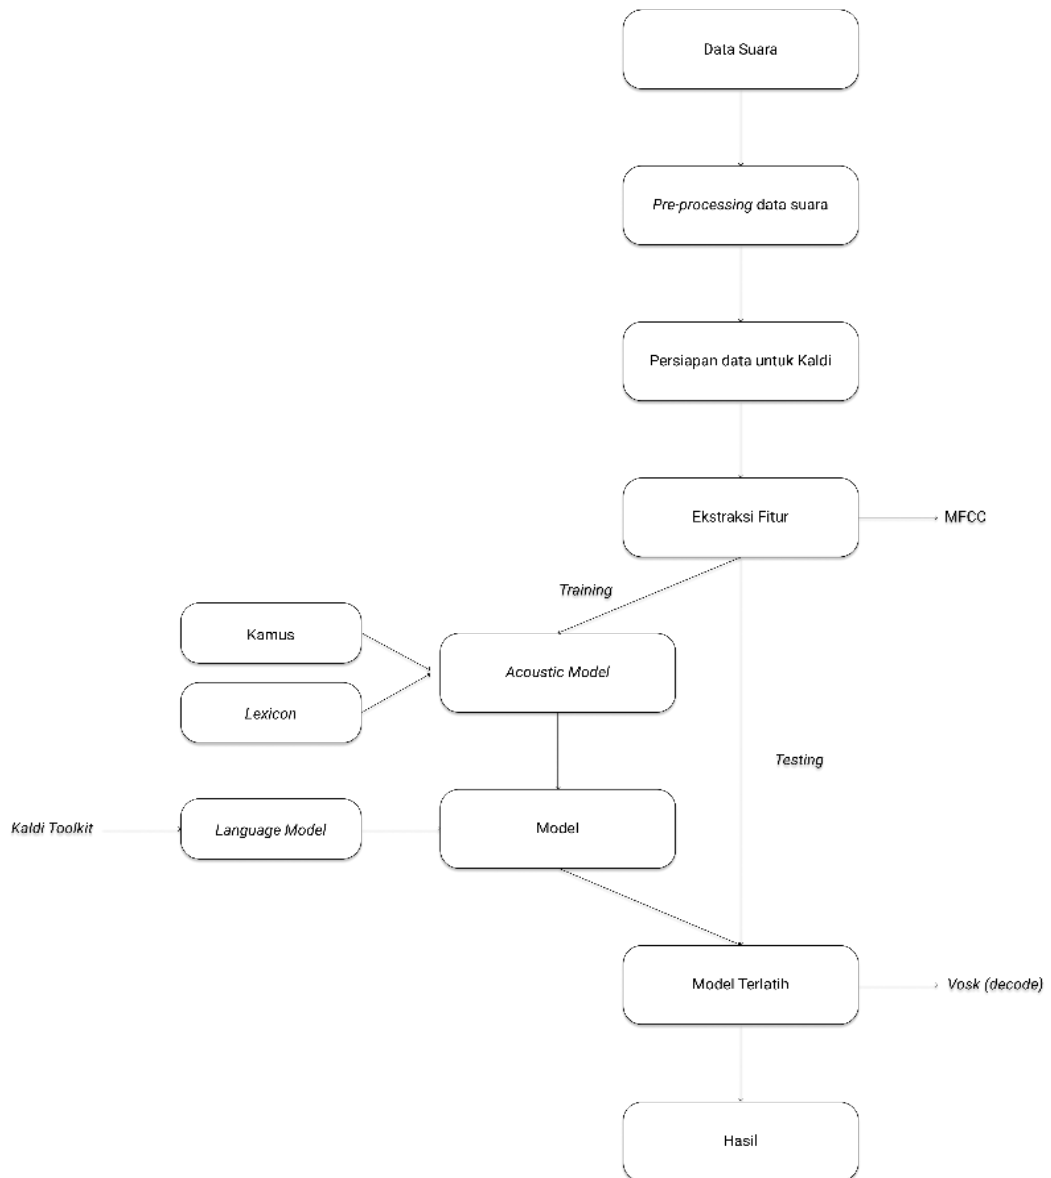 Data Suara
Pre-processing data suara
Persiapan data untuk Kaldi
Ekstraksi Fitur
MFCC
Training
Kamus
Acoustic Model
Lexicon
Testing
Kaldi Toolkit
Language Model
Model
Model Terlatih
Vosk (decode)
Hasil